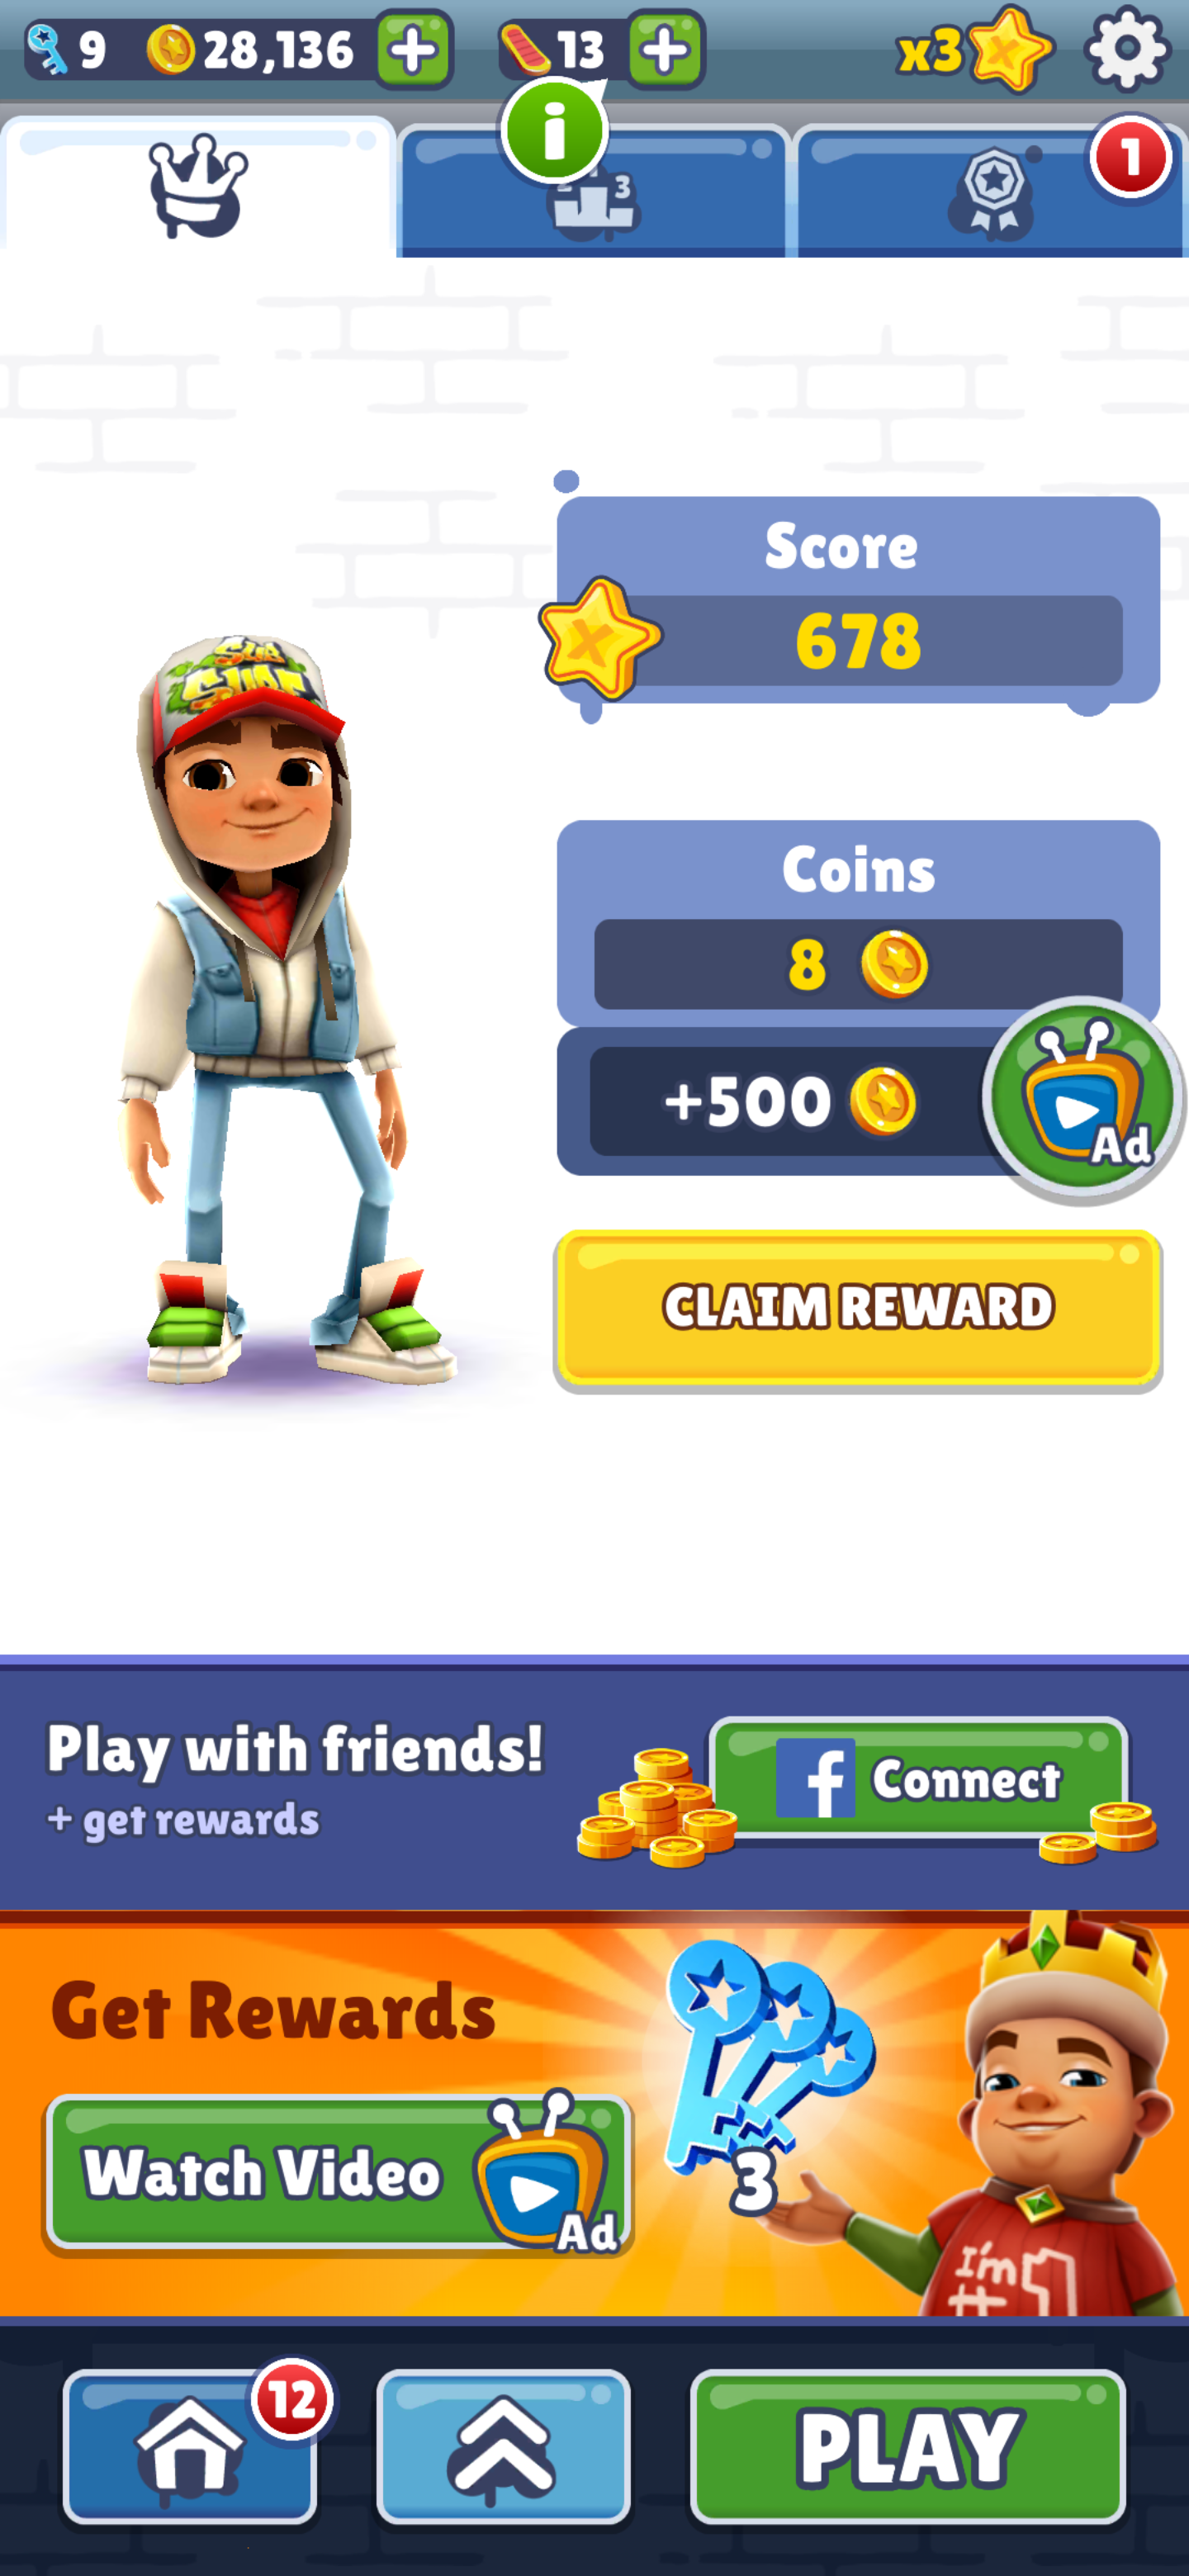 9
28,136
13
x3
1
3
Score
678
Coins
8
+500
Ad
CLAIM REWARD
Play with friends!
+ get rewards
f Connect
Get Rewards
Watch Video
Ad
3
I'm
#1
12
PLAY